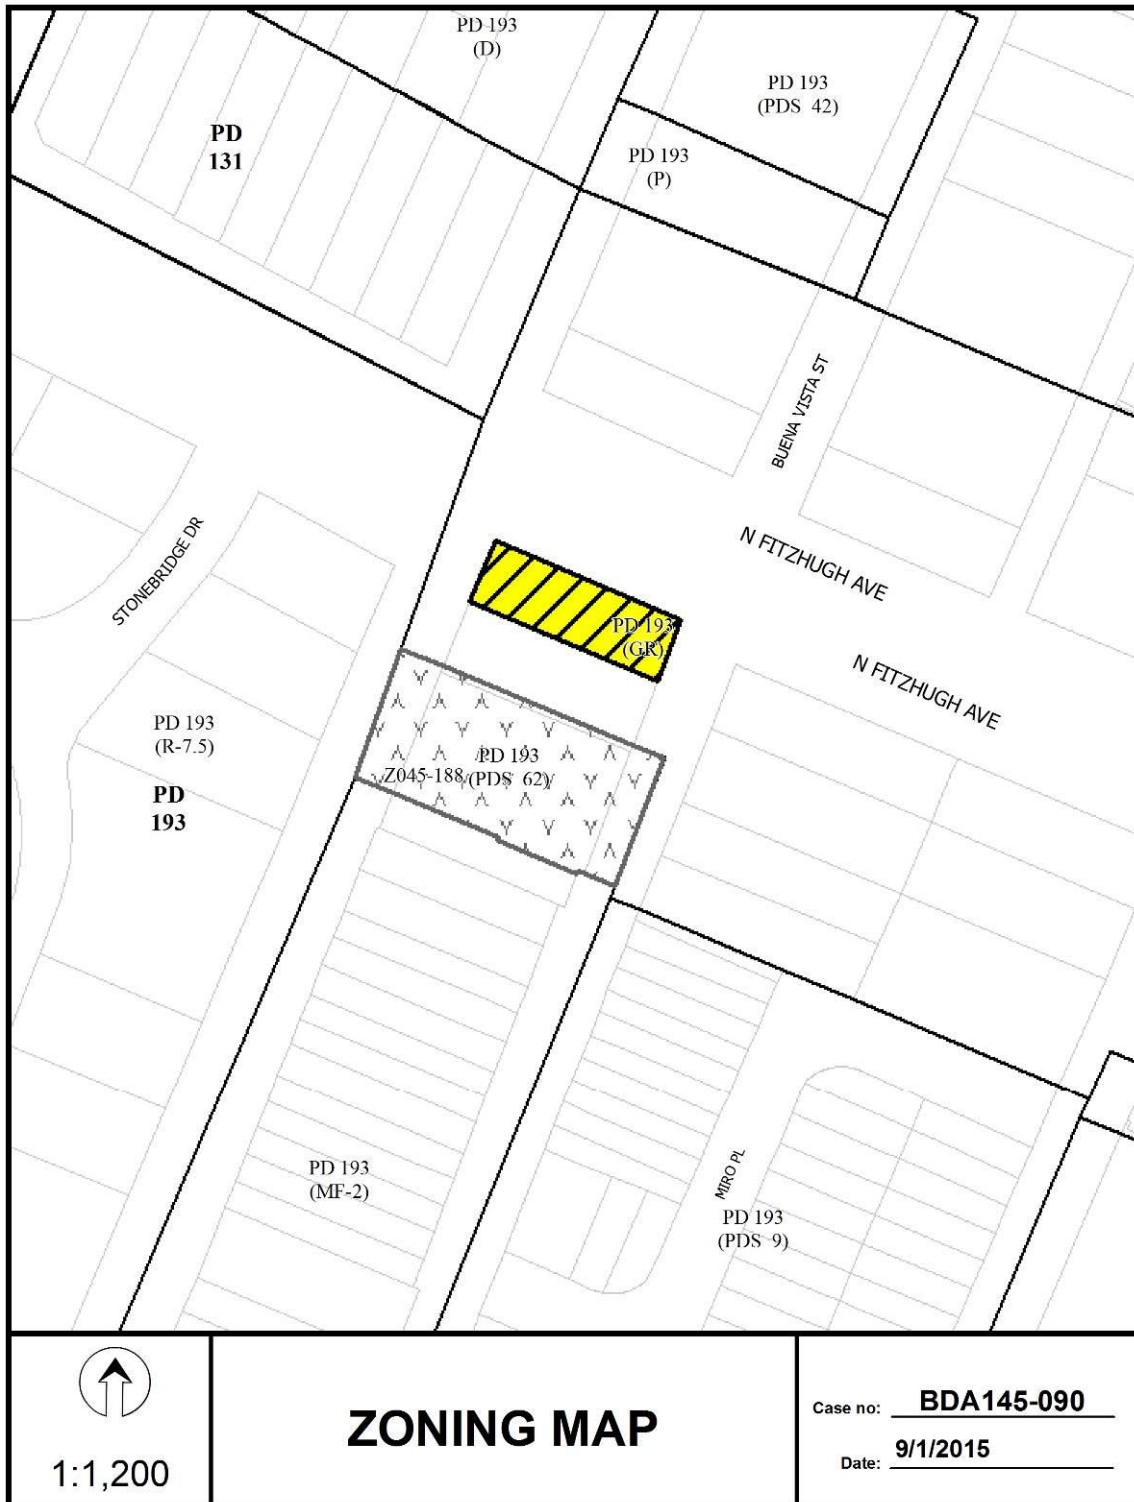 PD 193
(D)
PD 193
(PDS 42)
PD
131
PD 193
(P)
BUENA VISTA ST
N FITZHUGH AVE
STONEBRIDGE DR
PD 193
(GR)
N FITZHUGH AVE
PD 193
(R-7.5)
PD
193
PD 193
Z045-188 (PDS 62)
PD 193
(MF-2)
MIRO PL
PD 193
(PDS 9)
1:1,200
ZONING MAP
Case no: BDA145-090
Date: 9/1/2015